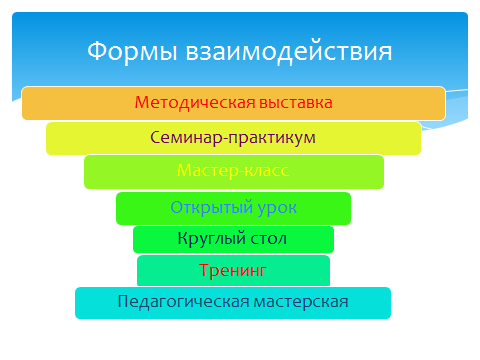 Формы взаимодействия
Методическая выставка
Семинар-практикум
Мастер-класс
Открытый урок
Круглый стол
Тренинг
Педагогическая мастерская